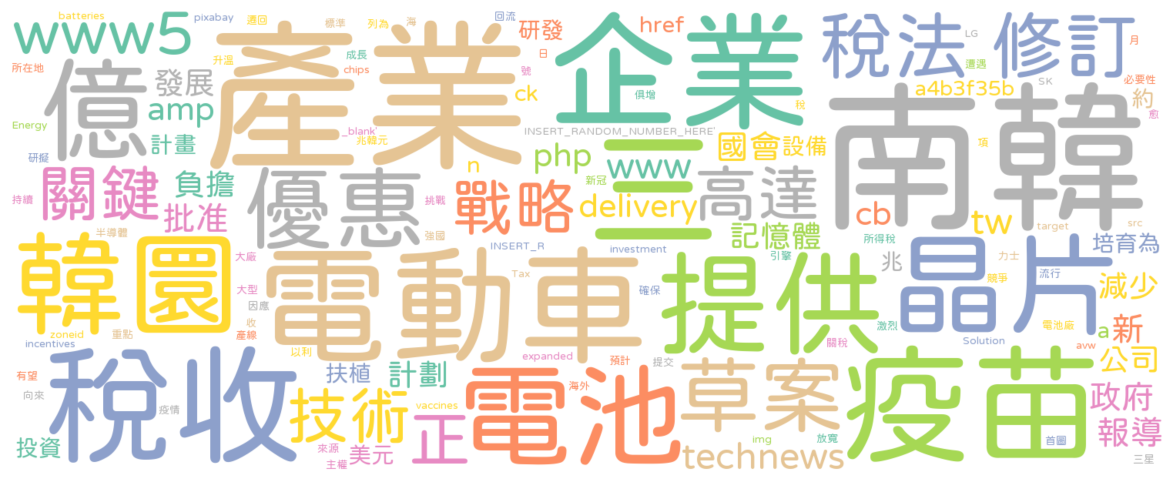 batteries
pixabay
遵回
標準
列為
海
回流
www5
產業
企業
稅法
修訂
href
研發
LG
月
日
所在地
升溫
成長
chips
億
發展
amp
ck
號
俱增
稅
遭遇
a4b3f35b
SK
必要性
約
愈
Energy
計畫
_blank
兆韓元
INSERT_RANDOM_NUMBER_HERE
國會
設備
項
南韓
研擬
n
php
三
www
新冠
關鍵
負擔
優惠
戰略
delivery
高達
cb
tw
target
src
持續
批准
挑戰
記憶體
所得稅
半導體
強國
INSERT_R
investment
引擎
培育為
韓圜
大廠
電動車
提供
兆
晶片
力士
競爭
流行
大型
因應
Tax
確保
減少
zoneid
重點
收
產線
激烈
電池廠
a
新
incentives
以利
expanded
預計
提交
關稅
Solution
avw
公司
有望
稅收
扶植
計劃
電池
海外
草案
疫苗
政府
向來
疫情
技術
vaccines
正
報導
投資
來源
主權
美元
technews
img
放寬
首圖
三星